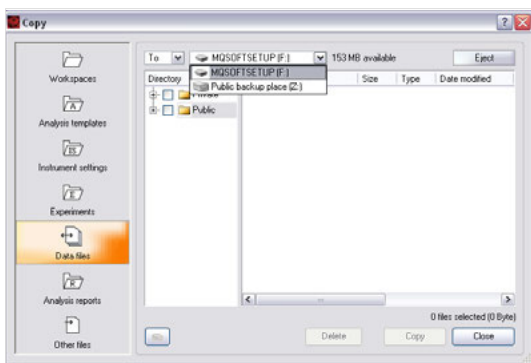 Copy
Workspaces
Analysis templates
Instrument settings
Experiments
Data files
Analysis reports
Other files
To MQSOFTSETUP (F:) 153 MB available Eject
MQSOFTSETUP (F:)
Public backup place (Z:)
Directory Size Type Date modified
Private
Public
0 files selected (0 Byte)
Delete Copy Close